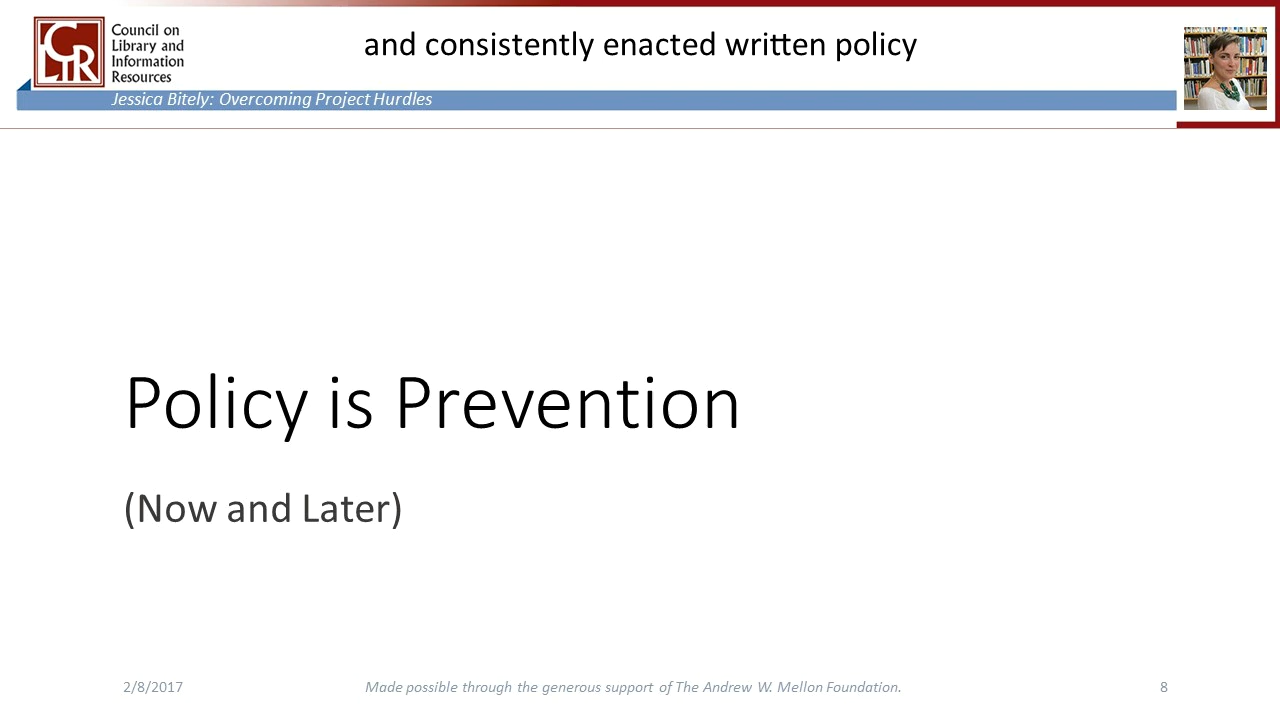 CLIR
Council on
Library and
Information
Resources
and consistently enacted written policy
Jessica Bitely: Overcoming Project Hurdles
Policy is Prevention
(Now and Later)
2/8/2017
Made possible through the generous support of The Andrew W. Mellon Foundation.
8